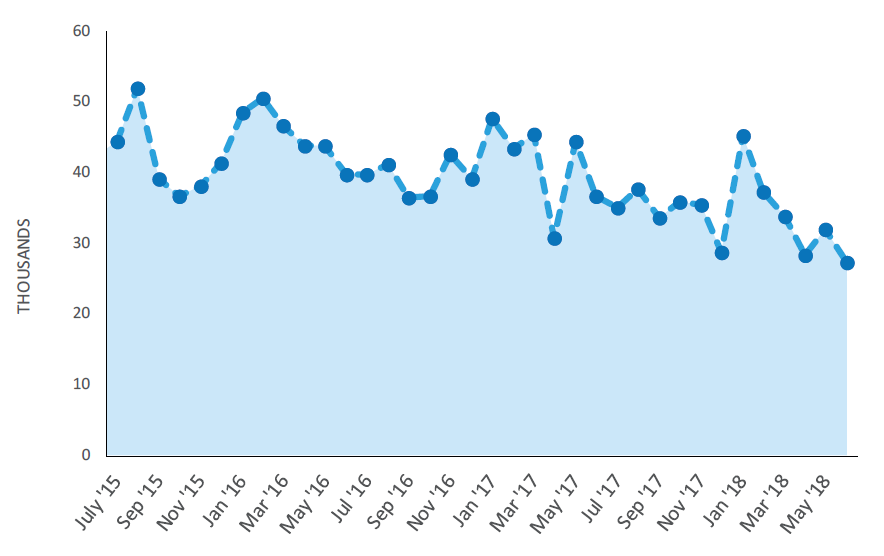 60
50
40
30
20
10
0
THOUSANDS
July '15
Sep '15
Nov '15
Jan '16
Mar '16
May '16
Jul '16
Sep '16
Nov '16
Jan '17
Mar '17
May '17
Jul '17
Sep '17
Nov '17
Jan '18
Mar '18
May '18